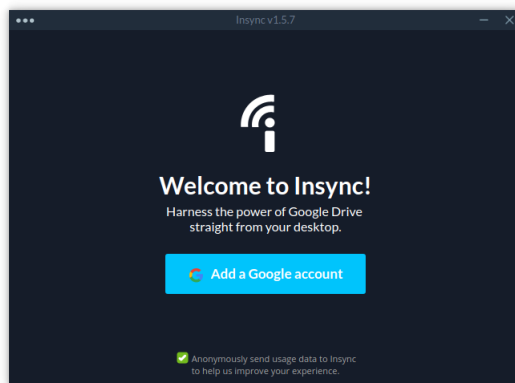 Insync v1.5.7
Welcome to Insync!
Harness the power of Google Drive
straight from your desktop.
Add a Google account
Anonymously send usage data to Insync
to help us improve your experience.